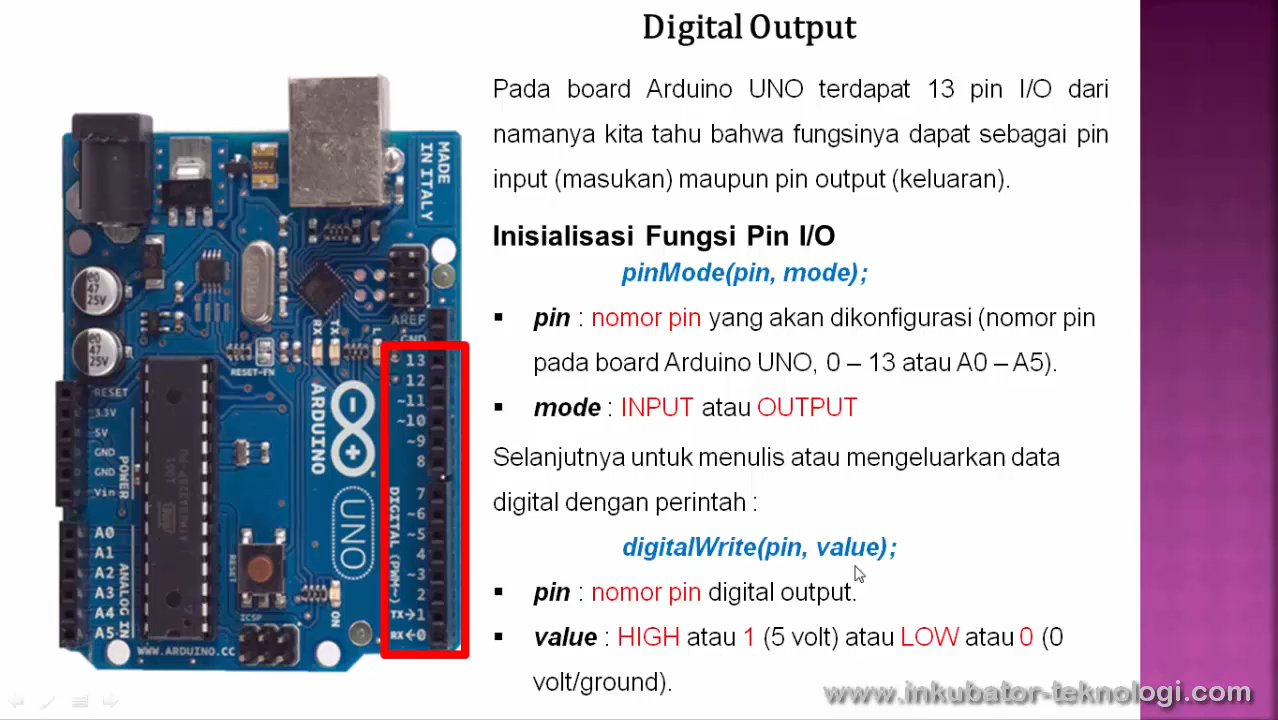 Digital Output
Pada board Arduino UNO terdapat 13 pin I/O dari
namanya kita tahu bahwa fungsinya dapat sebagai pin
input (masukan) maupun pin output (keluaran).
Inisialisasi Fungsi Pin I/O
pinMode(pin, mode);
▪ pin : nomor pin yang akan dikonfigurasi (nomor pin
pada board Arduino UNO, 0 – 13 atau A0 – A5).
▪ mode : INPUT atau OUTPUT
Selanjutnya untuk menulis atau mengeluarkan data
digital dengan perintah :
digitalWrite(pin, value);
▪ pin : nomor pin digital output.
▪ value : HIGH atau 1 (5 volt) atau LOW atau 0 (0
volt/ground).
www.inkubator-teknologi.com
MADE
IN ITALY
47
25V
47
25V
RX
TX
L
RESET-EN
AREF
GND
13
12
~11
~10
~9
8
7
~6
~5
4
~3
2
TX→1
RX←0
DIGITAL (PWM~)
ARDUINO
UNO
RESET
3.3V
5V
GND
GND
Vin
POWER
A0
A1
A2
A3
A4
A5
ANALOG IN
RESET
ICSP
ON
WWW.ARDUINO.CC